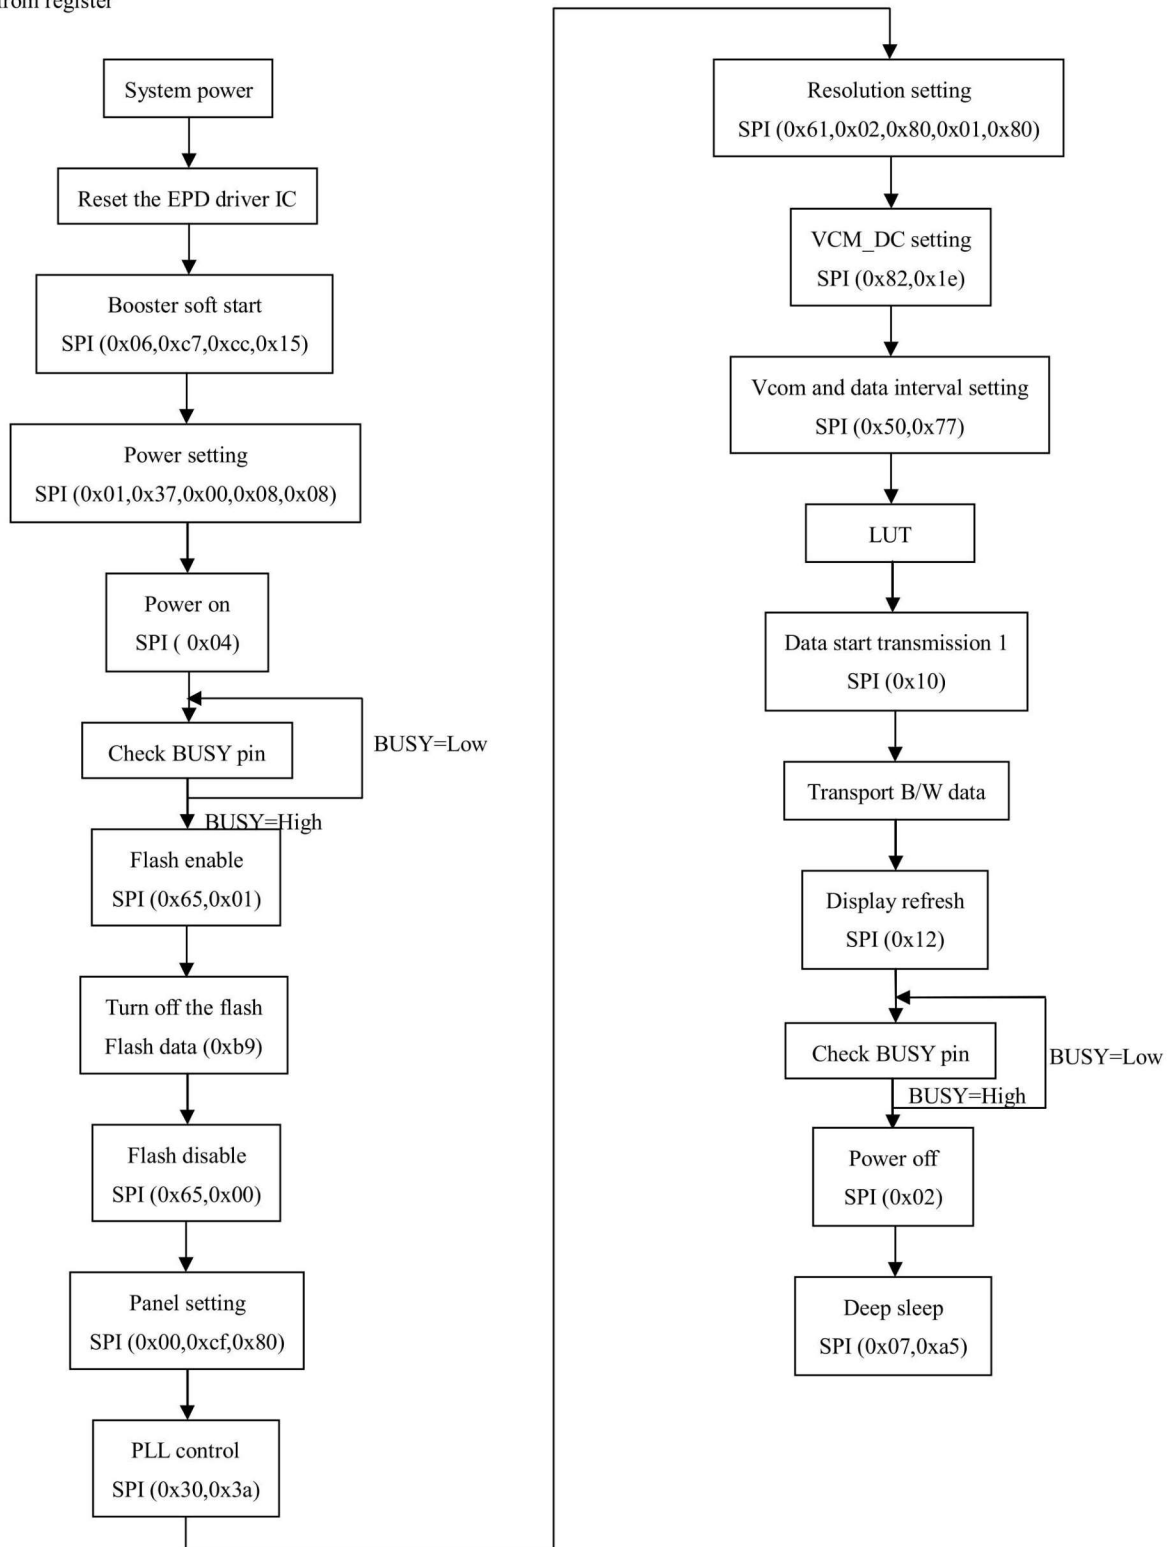 from register
System power
Reset the EPD driver IC
Booster soft start
SPI (0x06,0xc7,0xcc,0x15)
Power setting
SPI (0x01,0x37,0x00,0x08,0x08)
Power on
SPI ( 0x04)
Check BUSY pin
BUSY=Low
BUSY=High
Flash enable
SPI (0x65,0x01)
Turn off the flash
Flash data (0xb9)
Flash disable
SPI (0x65,0x00)
Panel setting
SPI (0x00,0xcf,0x80)
PLL control
SPI (0x30,0x3a)
Resolution setting
SPI (0x61,0x02,0x80,0x01,0x80)
VCM_DC setting
SPI (0x82,0x1e)
Vcom and data interval setting
SPI (0x50,0x77)
LUT
Data start transmission 1
SPI (0x10)
Transport B/W data
Display refresh
SPI (0x12)
Check BUSY pin
BUSY=Low
BUSY=High
Power off
SPI (0x02)
Deep sleep
SPI (0x07,0xa5)